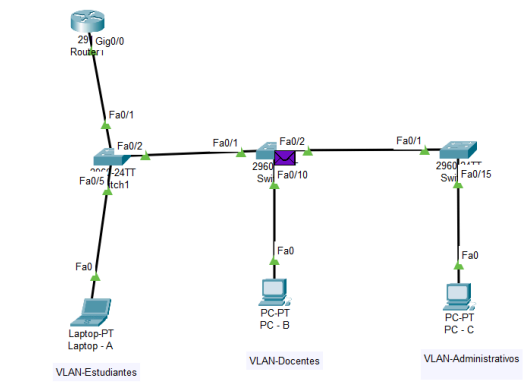 Gig0/0
Router
Fa0/1
Fa0/2
Fa0/1
Fa0/2
Fa0/1
2960-24TT
Fa0/5
Fa0/10
Fa0/15
Fa0
Fa0
Fa0
Laptop-PT
Laptop - A
PC-PT
PC - B
PC-PT
PC - C
VLAN-Estudiantes
VLAN-Docentes
VLAN-Administrativos